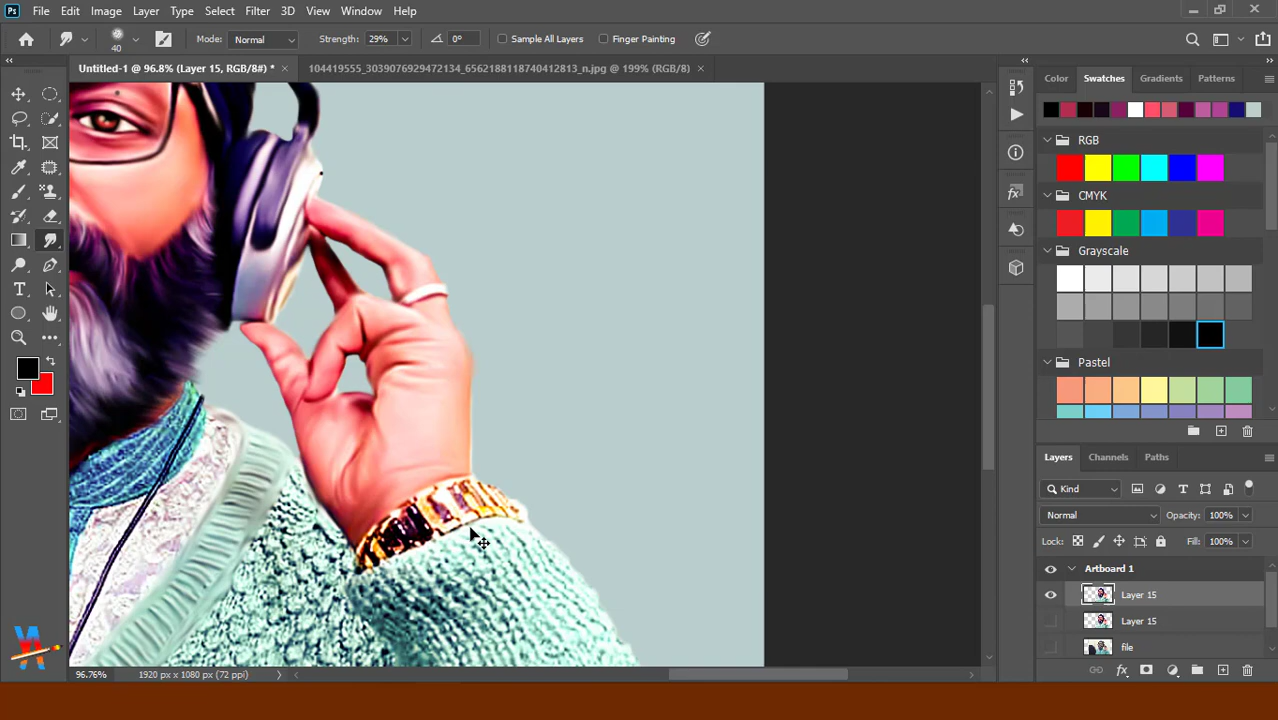 Ps File Edit Image Layer Type Select Filter 3D View Window Help
40 Mode: Normal Strength: 29% 0° Sample All Layers Finger Painting
Untitled-1 @ 96.8% (Layer 15, RGB/8#) * × 104419555_3039076929472134_6562188118740412813_n.jpg @ 199% (RGB/8) ×
Color Swatches Gradients Patterns
RGB
CMYK
Grayscale
Pastel
Layers Channels Paths
Kind
Normal Opacity: 100%
Lock: Fill: 100%
Artboard 1
Layer 15
Layer 15
file
96.76% 1920 px x 1080 px (72 ppi)